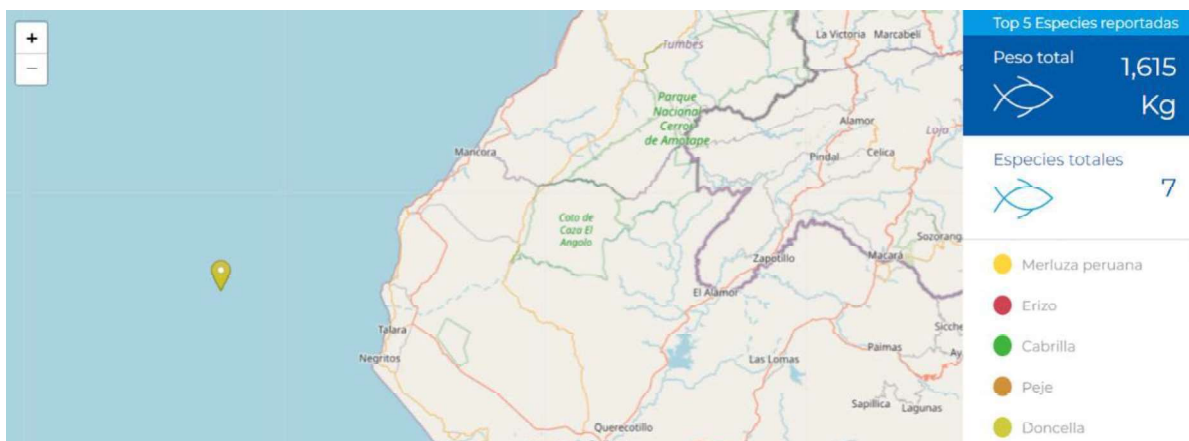 +
−
Tumbes
La Victoria
Marcabelí
Parque
Nacional
Cerros
de Amotape
Alamor
Loja
Mancora
Pindal
Celica
Coto de
Caza El
Angolo
Sozorang
Zapotillo
Macará
El Alamor
Talara
Negritos
Sicche
Las Lomas
Paimas
Ay
Sapillica
Lagunas
Querecotillo
Top 5 Especies reportadas
Peso total
1,615
Kg
Especies totales
7
Merluza peruana
Erizo
Cabrilla
Peje
Doncella